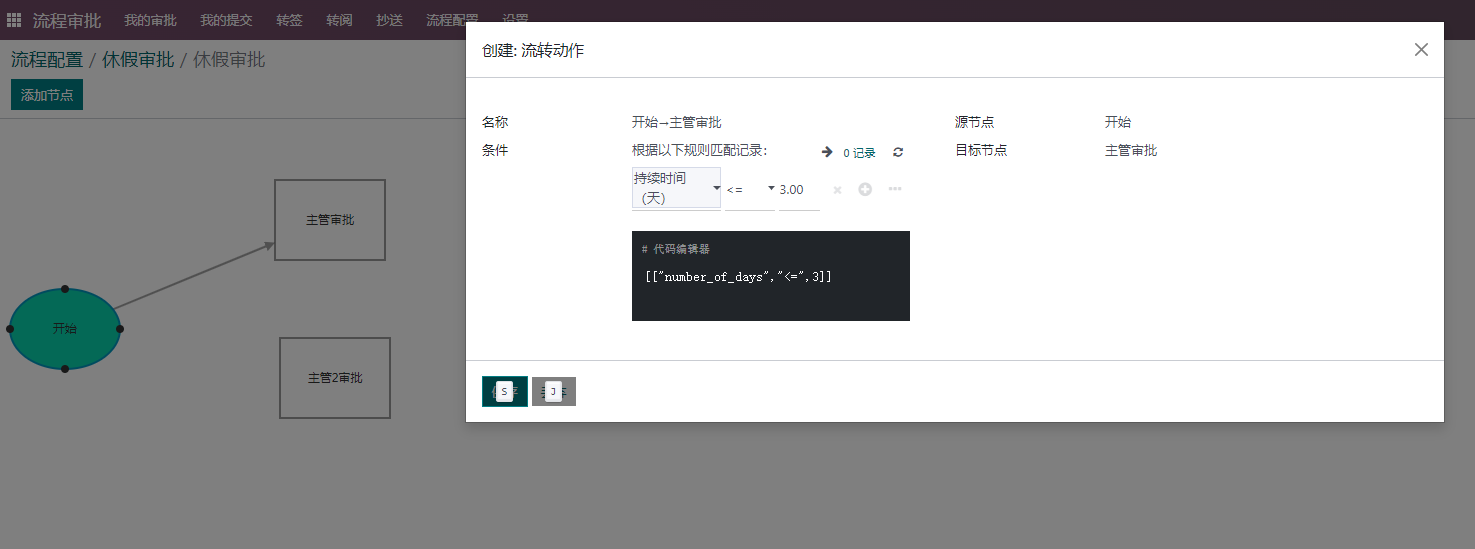 流程审批 我的审批 我的提交 转签 转阅 抄送 流程配置 设置
流程配置 / 休假审批 / 休假审批
添加节点
主管审批
开始
主管2审批
创建: 流转动作
名称 开始→主管审批 源节点 开始
条件 根据以下规则匹配记录： 0 记录 目标节点 主管审批
持续时间
（天） <= 3.00
# 代码编辑器
[["number_of_days","<=",3]]
S J